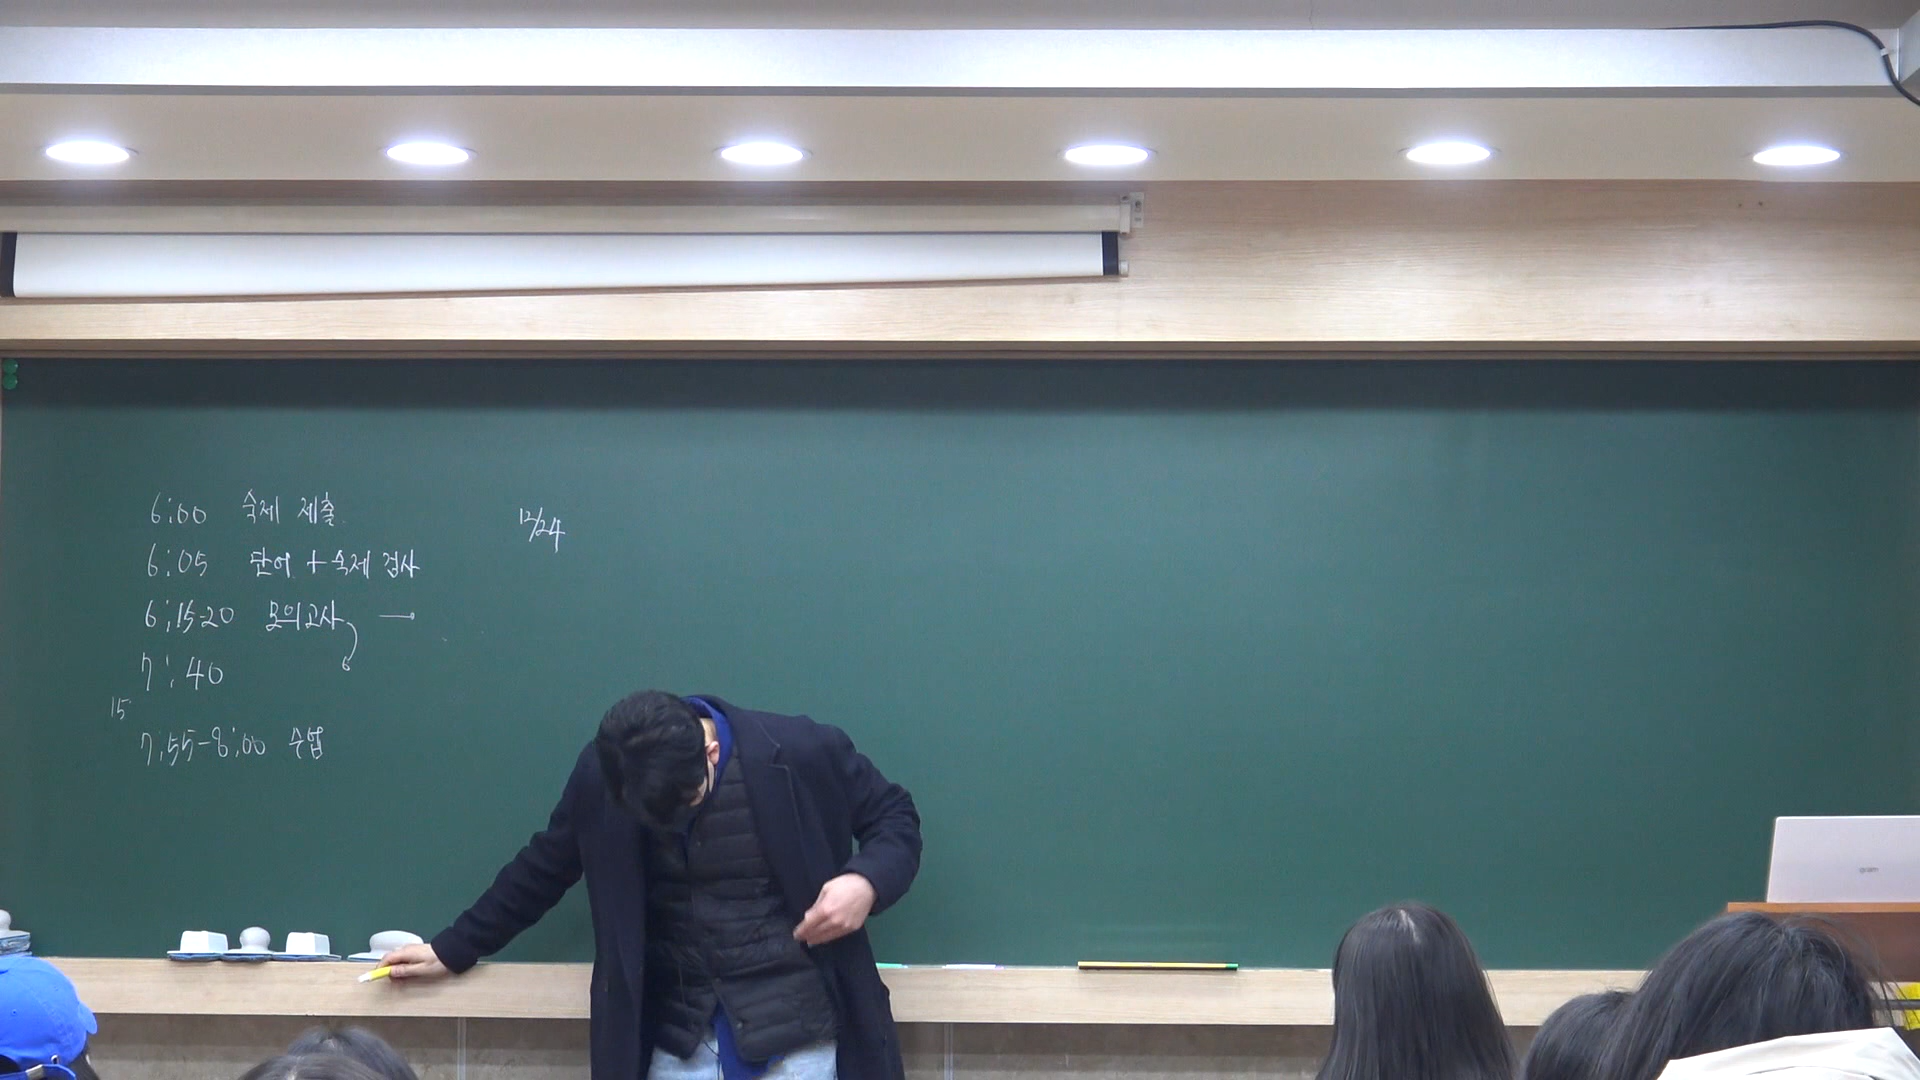 6:00 숙제 제출
6:05 단어 + 숙제 검사
6:15-20 모의고사 →
7:40
15
7:55-8:00 수업
12/24